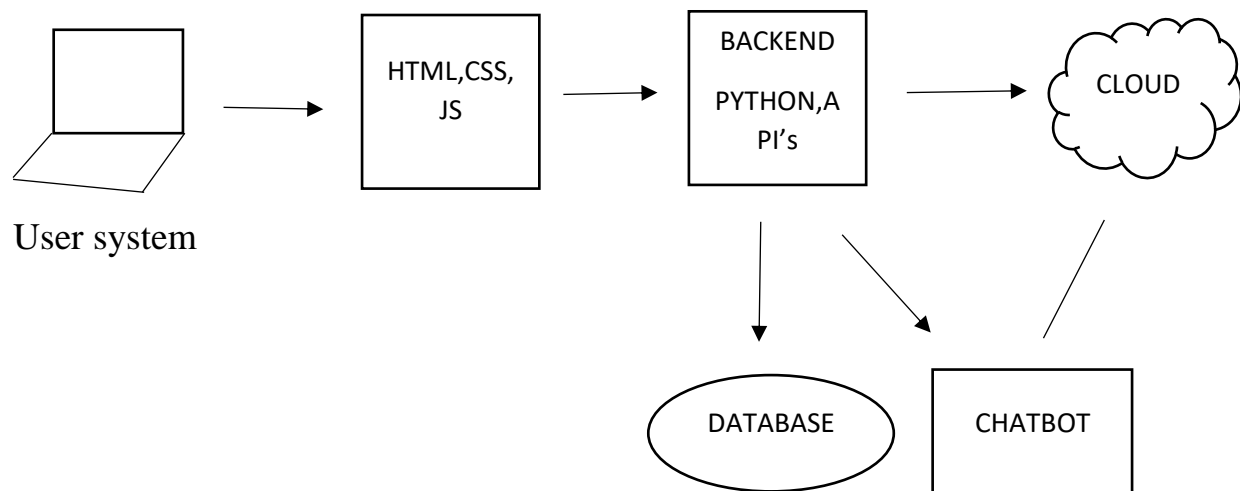 HTML,CSS,
JS
BACKEND
PYTHON,A
PI’s
CLOUD
User system
DATABASE
CHATBOT